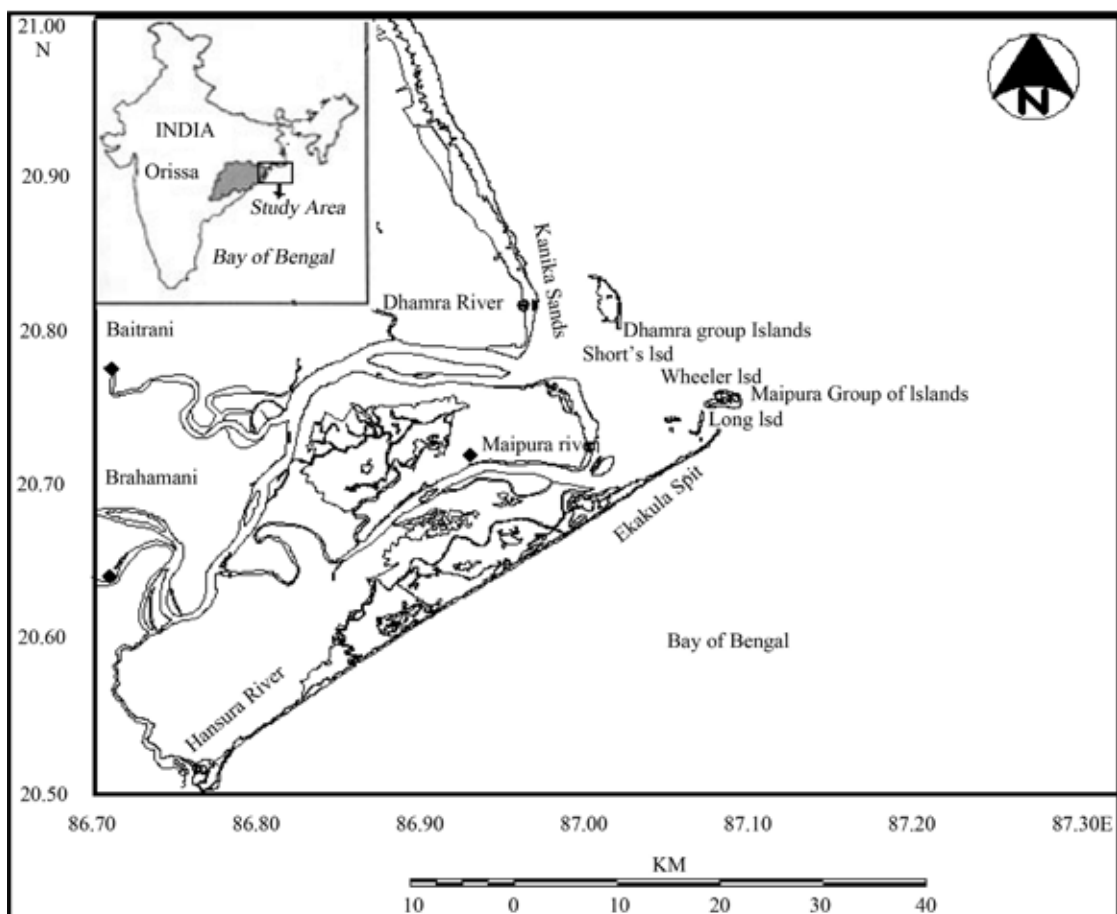 21.00
N
20.90
20.80
20.70
20.60
20.50
INDIA
Orissa
Study Area
Bay of Bengal
N
Kanika Sands
Dhamra River
Dhamra group Islands
Baitrani
Short's lsd
Wheeler lsd
Maipura Group of Islands
Long lsd
Maipura river
Brahamani
Ekakula Spit
Bay of Bengal
Hansura River
86.70 86.80 86.90 87.00 87.10 87.20 87.30E
KM
10 0 10 20 30 40